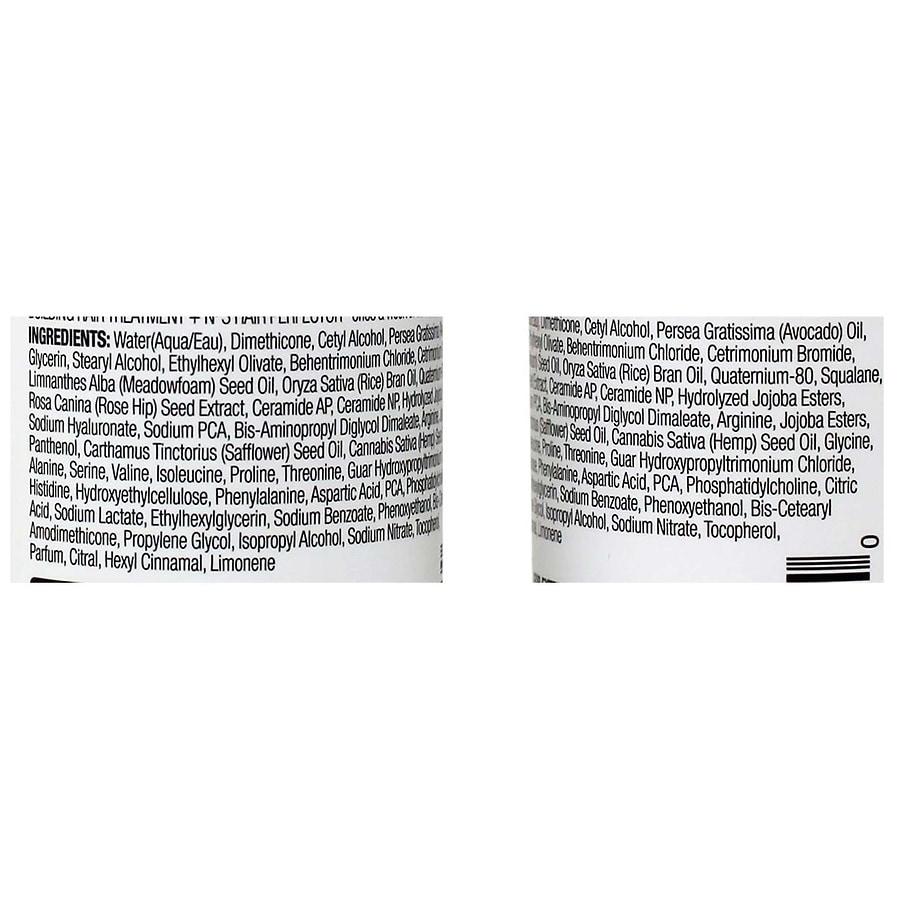 BUILDING HAIR TREATMENT + Nº3 HAIR PERFECTOR
INGREDIENTS: Water(Aqua/Eau), Dimethicone, Cetyl Alcohol, Persea Gratissima
Glycerin, Stearyl Alcohol, Ethylhexyl Olivate, Behentrimonium Chloride, Cetrimonium
Limnanthes Alba (Meadowfoam) Seed Oil, Oryza Sativa (Rice) Bran Oil, Quaternium
Rosa Canina (Rose Hip) Seed Extract, Ceramide AP, Ceramide NP, Hydrolyzed Jojoba
Sodium Hyaluronate, Sodium PCA, Bis-Aminopropyl Diglycol Dimaleate, Arginine,
Panthenol, Carthamus Tinctorius (Safflower) Seed Oil, Cannabis Sativa (Hemp) Seed
Alanine, Serine, Valine, Isoleucine, Proline, Threonine, Guar Hydroxypropyltrimonium
Histidine, Hydroxyethylcellulose, Phenylalanine, Aspartic Acid, PCA, Phosphatidylcholine
Acid, Sodium Lactate, Ethylhexylglycerin, Sodium Benzoate, Phenoxyethanol, Bis-
Amodimethicone, Propylene Glycol, Isopropyl Alcohol, Sodium Nitrate, Tocopherol,
Parfum, Citral, Hexyl Cinnamal, Limonene
Dimethicone, Cetyl Alcohol, Persea Gratissima (Avocado) Oil,
Olivate, Behentrimonium Chloride, Cetrimonium Bromide,
Seed Oil, Oryza Sativa (Rice) Bran Oil, Quaternium-80, Squalane,
Extract, Ceramide AP, Ceramide NP, Hydrolyzed Jojoba Esters,
PCA, Bis-Aminopropyl Diglycol Dimaleate, Arginine, Jojoba Esters,
(Safflower) Seed Oil, Cannabis Sativa (Hemp) Seed Oil, Glycine,
Proline, Threonine, Guar Hydroxypropyltrimonium Chloride,
Phenylalanine, Aspartic Acid, PCA, Phosphatidylcholine, Citric
Sodium Benzoate, Phenoxyethanol, Bis-Cetearyl
Isopropyl Alcohol, Sodium Nitrate, Tocopherol,
Limonene
0